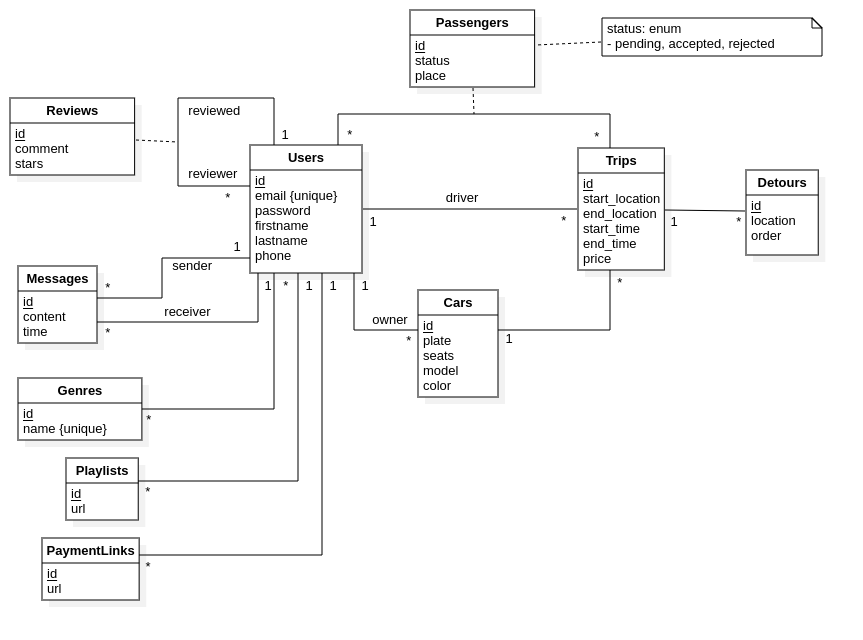 Passengers
id
status
place
status: enum
- pending, accepted, rejected
Reviews
id
comment
stars
reviewed
1
reviewer
*
*
*
Users
id
email {unique}
password
firstname
lastname
phone
driver
1
*
Trips
id
start_location
end_location
start_time
end_time
price
1
*
Detours
id
location
order
Messages
id
content
time
1
sender
*
receiver
*
1
*
1
1
1
owner
*
Cars
id
plate
seats
model
color
1
*
Genres
id
name {unique}
*
Playlists
id
url
*
PaymentLinks
id
url
*